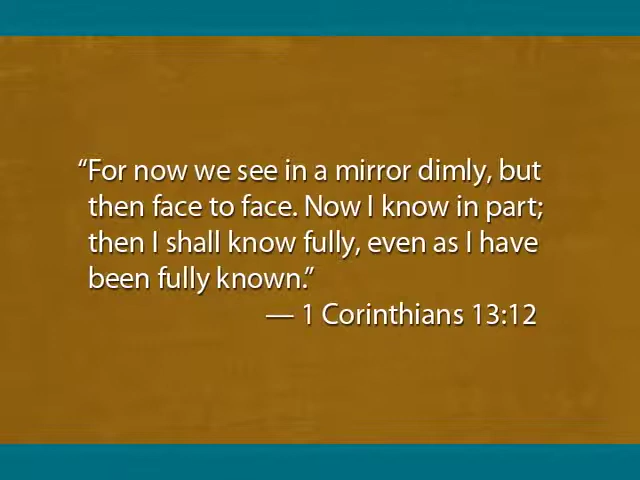 “For now we see in a mirror dimly, but
then face to face. Now I know in part;
then I shall know fully, even as I have
been fully known.”
— 1 Corinthians 13:12